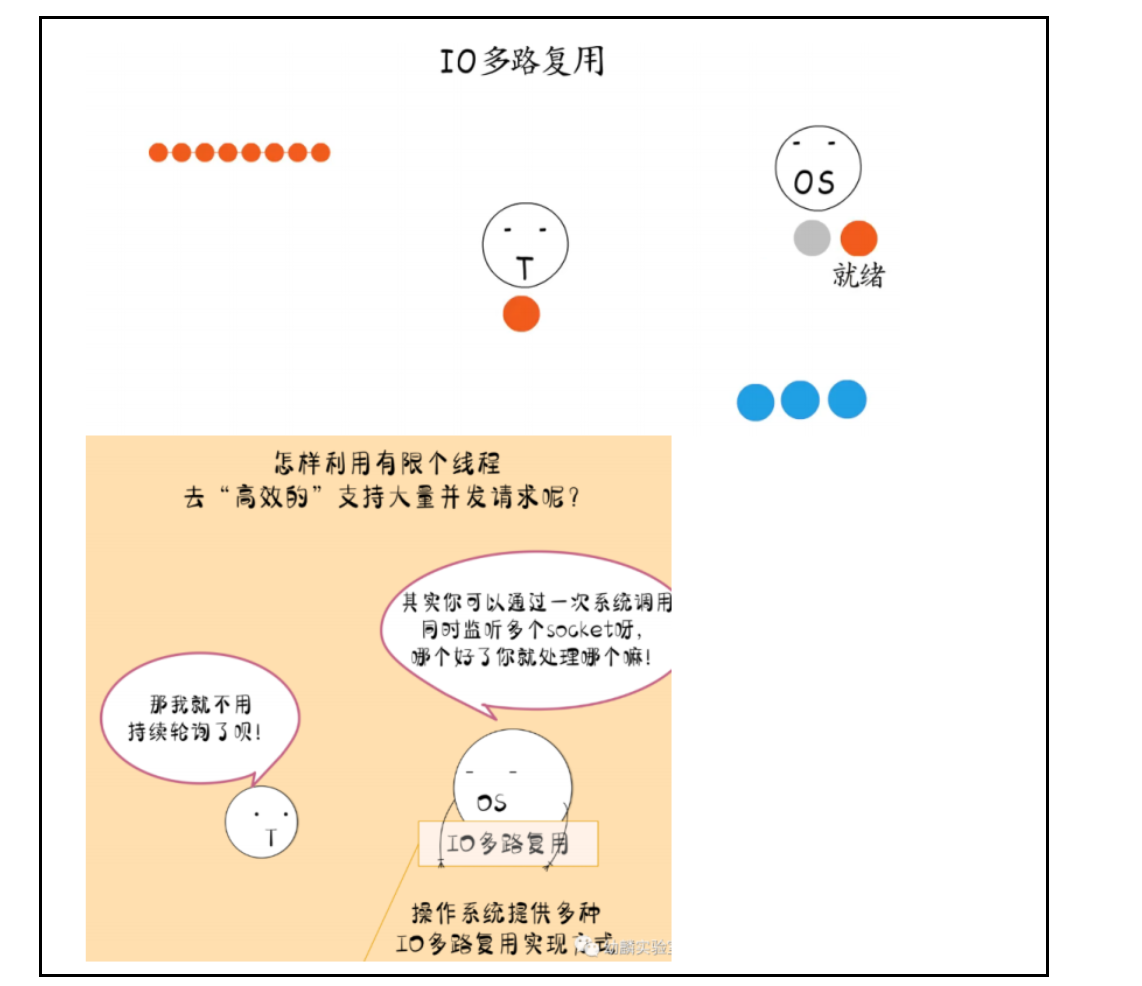 IO多路复用
OS
T
就绪
怎样利用有限个线程
去“高效的”支持大量并发请求呢?
其实你可以通过一次系统调用
同时监听多个socket呀,
哪个好了你就处理哪个嘛!
那我就不用
持续轮询了呗!
OS
T
IO多路复用
操作系统提供多种
IO多路复用实现方式
幼麟实验室